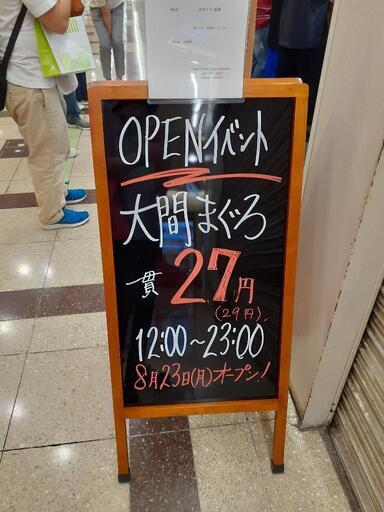 OPENイベント
大間まぐろ
一貫 27円
(29円)
12:00~23:00
8月23日(月)オープン!